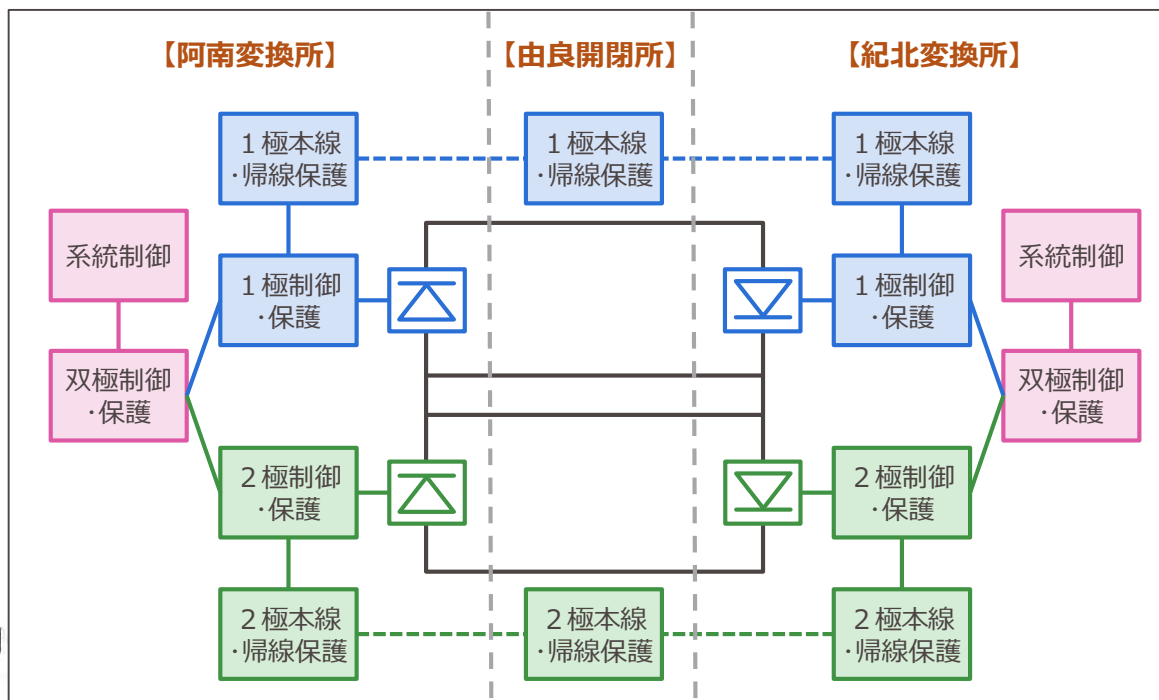 【阿南変換所】
【由良開閉所】
【紀北変換所】
１極本線
・帰線保護
１極本線
・帰線保護
１極本線
・帰線保護
系統制御
１極制御
・保護
１極制御
・保護
系統制御
双極制御
・保護
双極制御
・保護
２極制御
・保護
２極制御
・保護
２極本線
・帰線保護
２極本線
・帰線保護
２極本線
・帰線保護